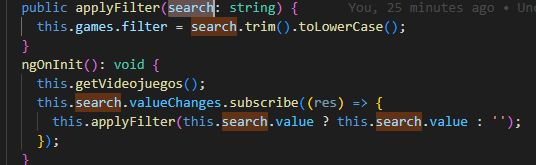 public applyFilter(search: string) { You, 25 minutes ago • Un
this.games.filter = search.trim().toLowerCase();
}
ngOnInit(): void {
this.getVideojuegos();
this.search.valueChanges.subscribe((res) => {
this.applyFilter(this.search.value ? this.search.value : '');
});
}